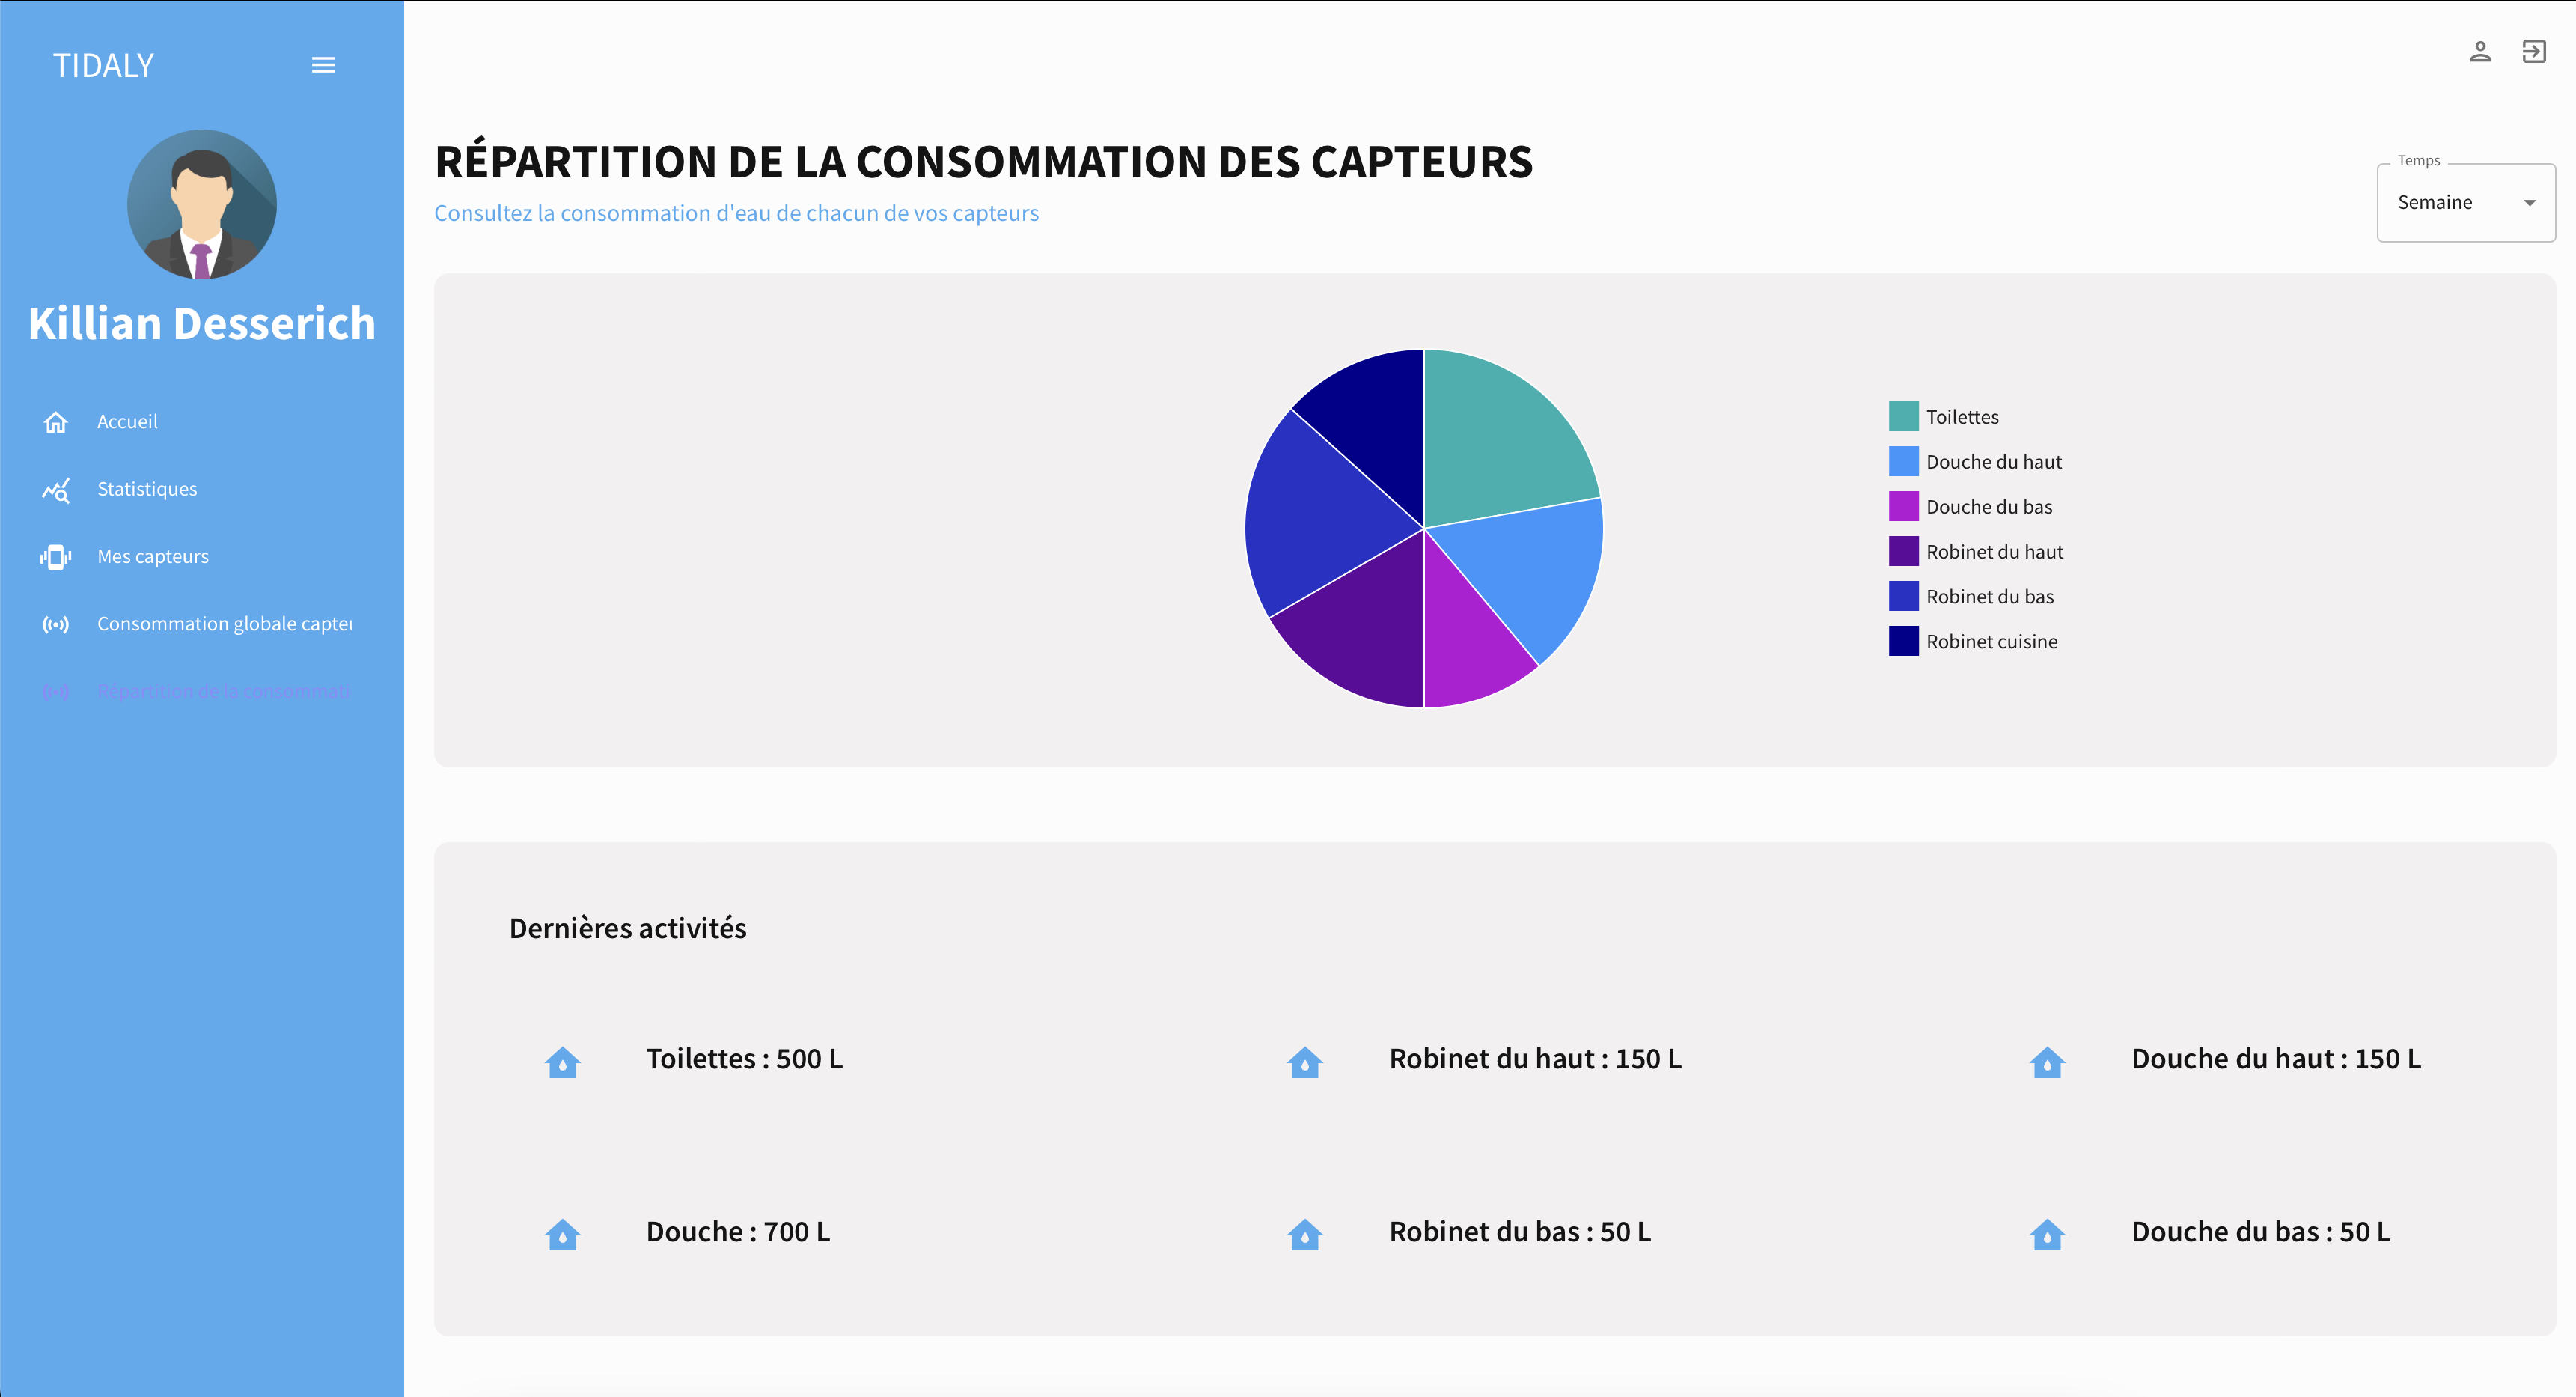 TIDALY
Killian Desserich
Accueil
Statistiques
Mes capteurs
Consommation globale capteu
Répartition de la consommati
RÉPARTITION DE LA CONSOMMATION DES CAPTEURS
Consultez la consommation d'eau de chacun de vos capteurs
Temps
Semaine
Toilettes
Douche du haut
Douche du bas
Robinet du haut
Robinet du bas
Robinet cuisine
Dernières activités
Toilettes : 500 L
Robinet du haut : 150 L
Douche du haut : 150 L
Douche : 700 L
Robinet du bas : 50 L
Douche du bas : 50 L